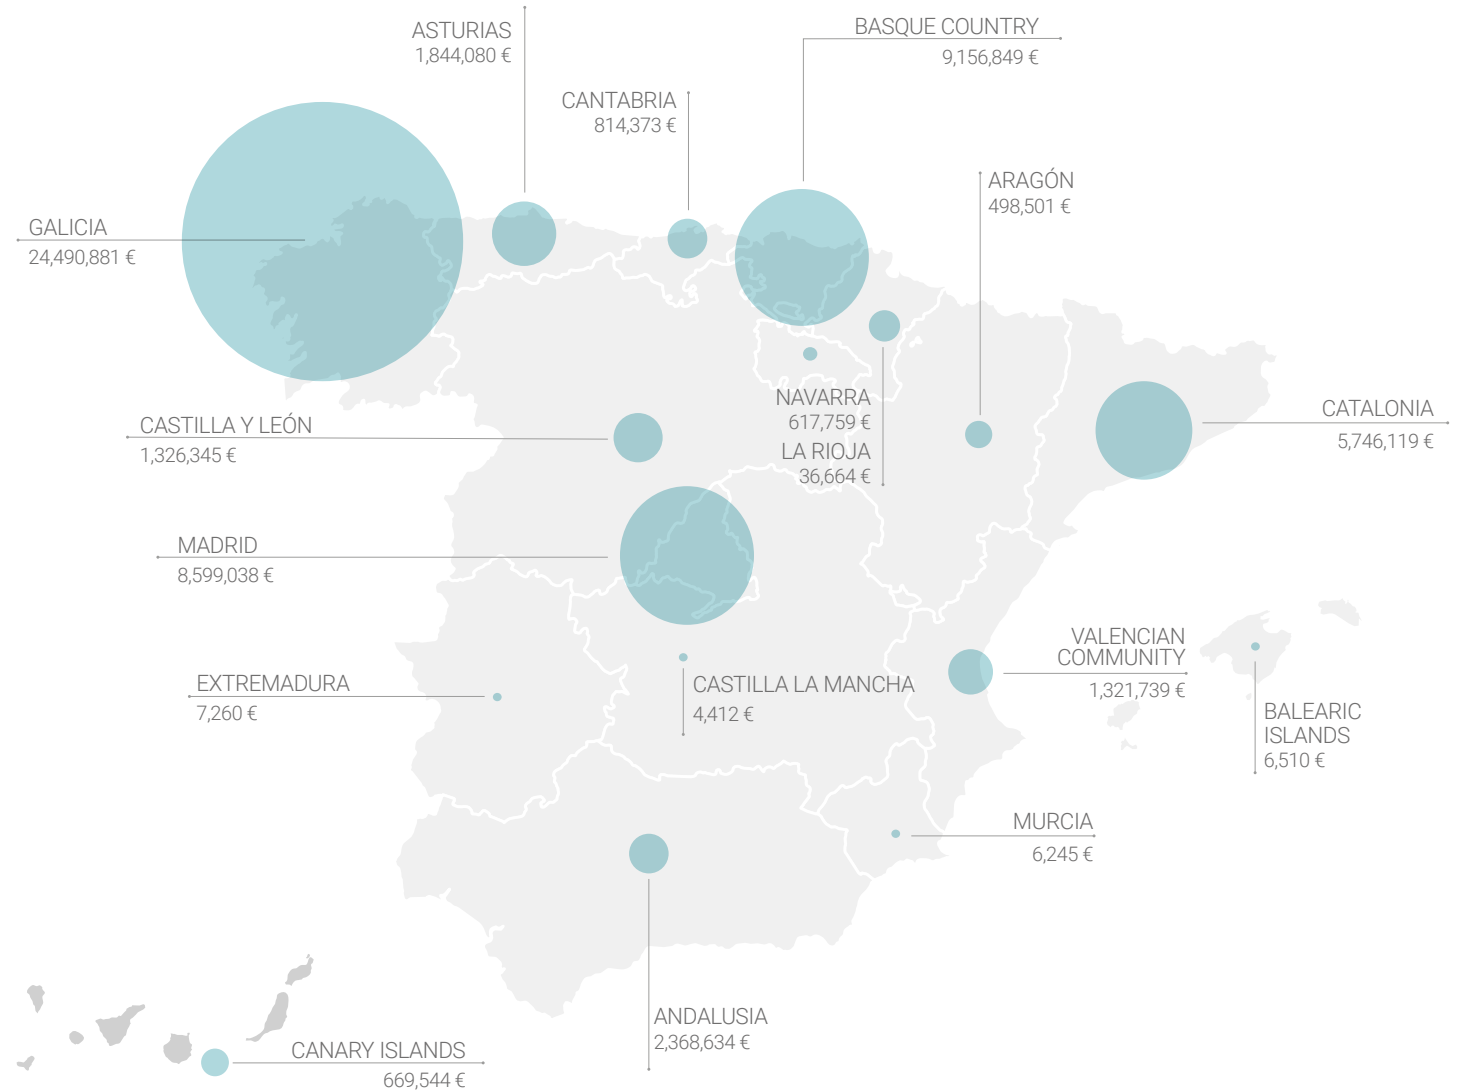 ASTURIAS
1,844,080 €
BASQUE COUNTRY
9,156,849 €
CANTABRIA
814,373 €
ARAGÓN
498,501 €
GALICIA
24,490,881 €
NAVARRA
617,759 €
LA RIOJA
36,664 €
CASTILLA Y LEÓN
1,326,345 €
CATALONIA
5,746,119 €
MADRID
8,599,038 €
VALENCIAN
COMMUNITY
1,321,739 €
EXTREMADURA
7,260 €
CASTILLA LA MANCHA
4,412 €
BALEARIC
ISLANDS
6,510 €
MURCIA
6,245 €
ANDALUSIA
2,368,634 €
CANARY ISLANDS
669,544 €